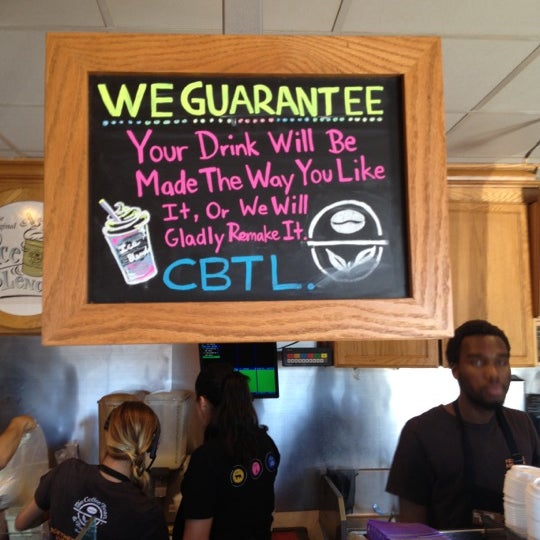 WE GUARANTEE
Your Drink Will Be
Made The Way You Like
It, Or We Will
Gladly Remake It.
CBTL.